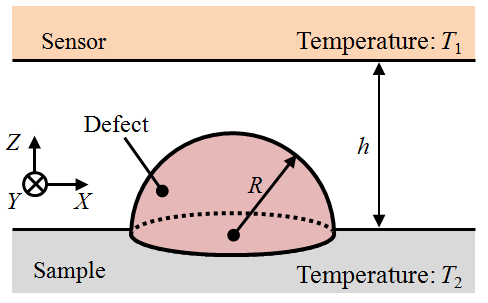 Sensor
Temperature: T₁
Defect
h
Z
R
Y
X
Sample
Temperature: T₂